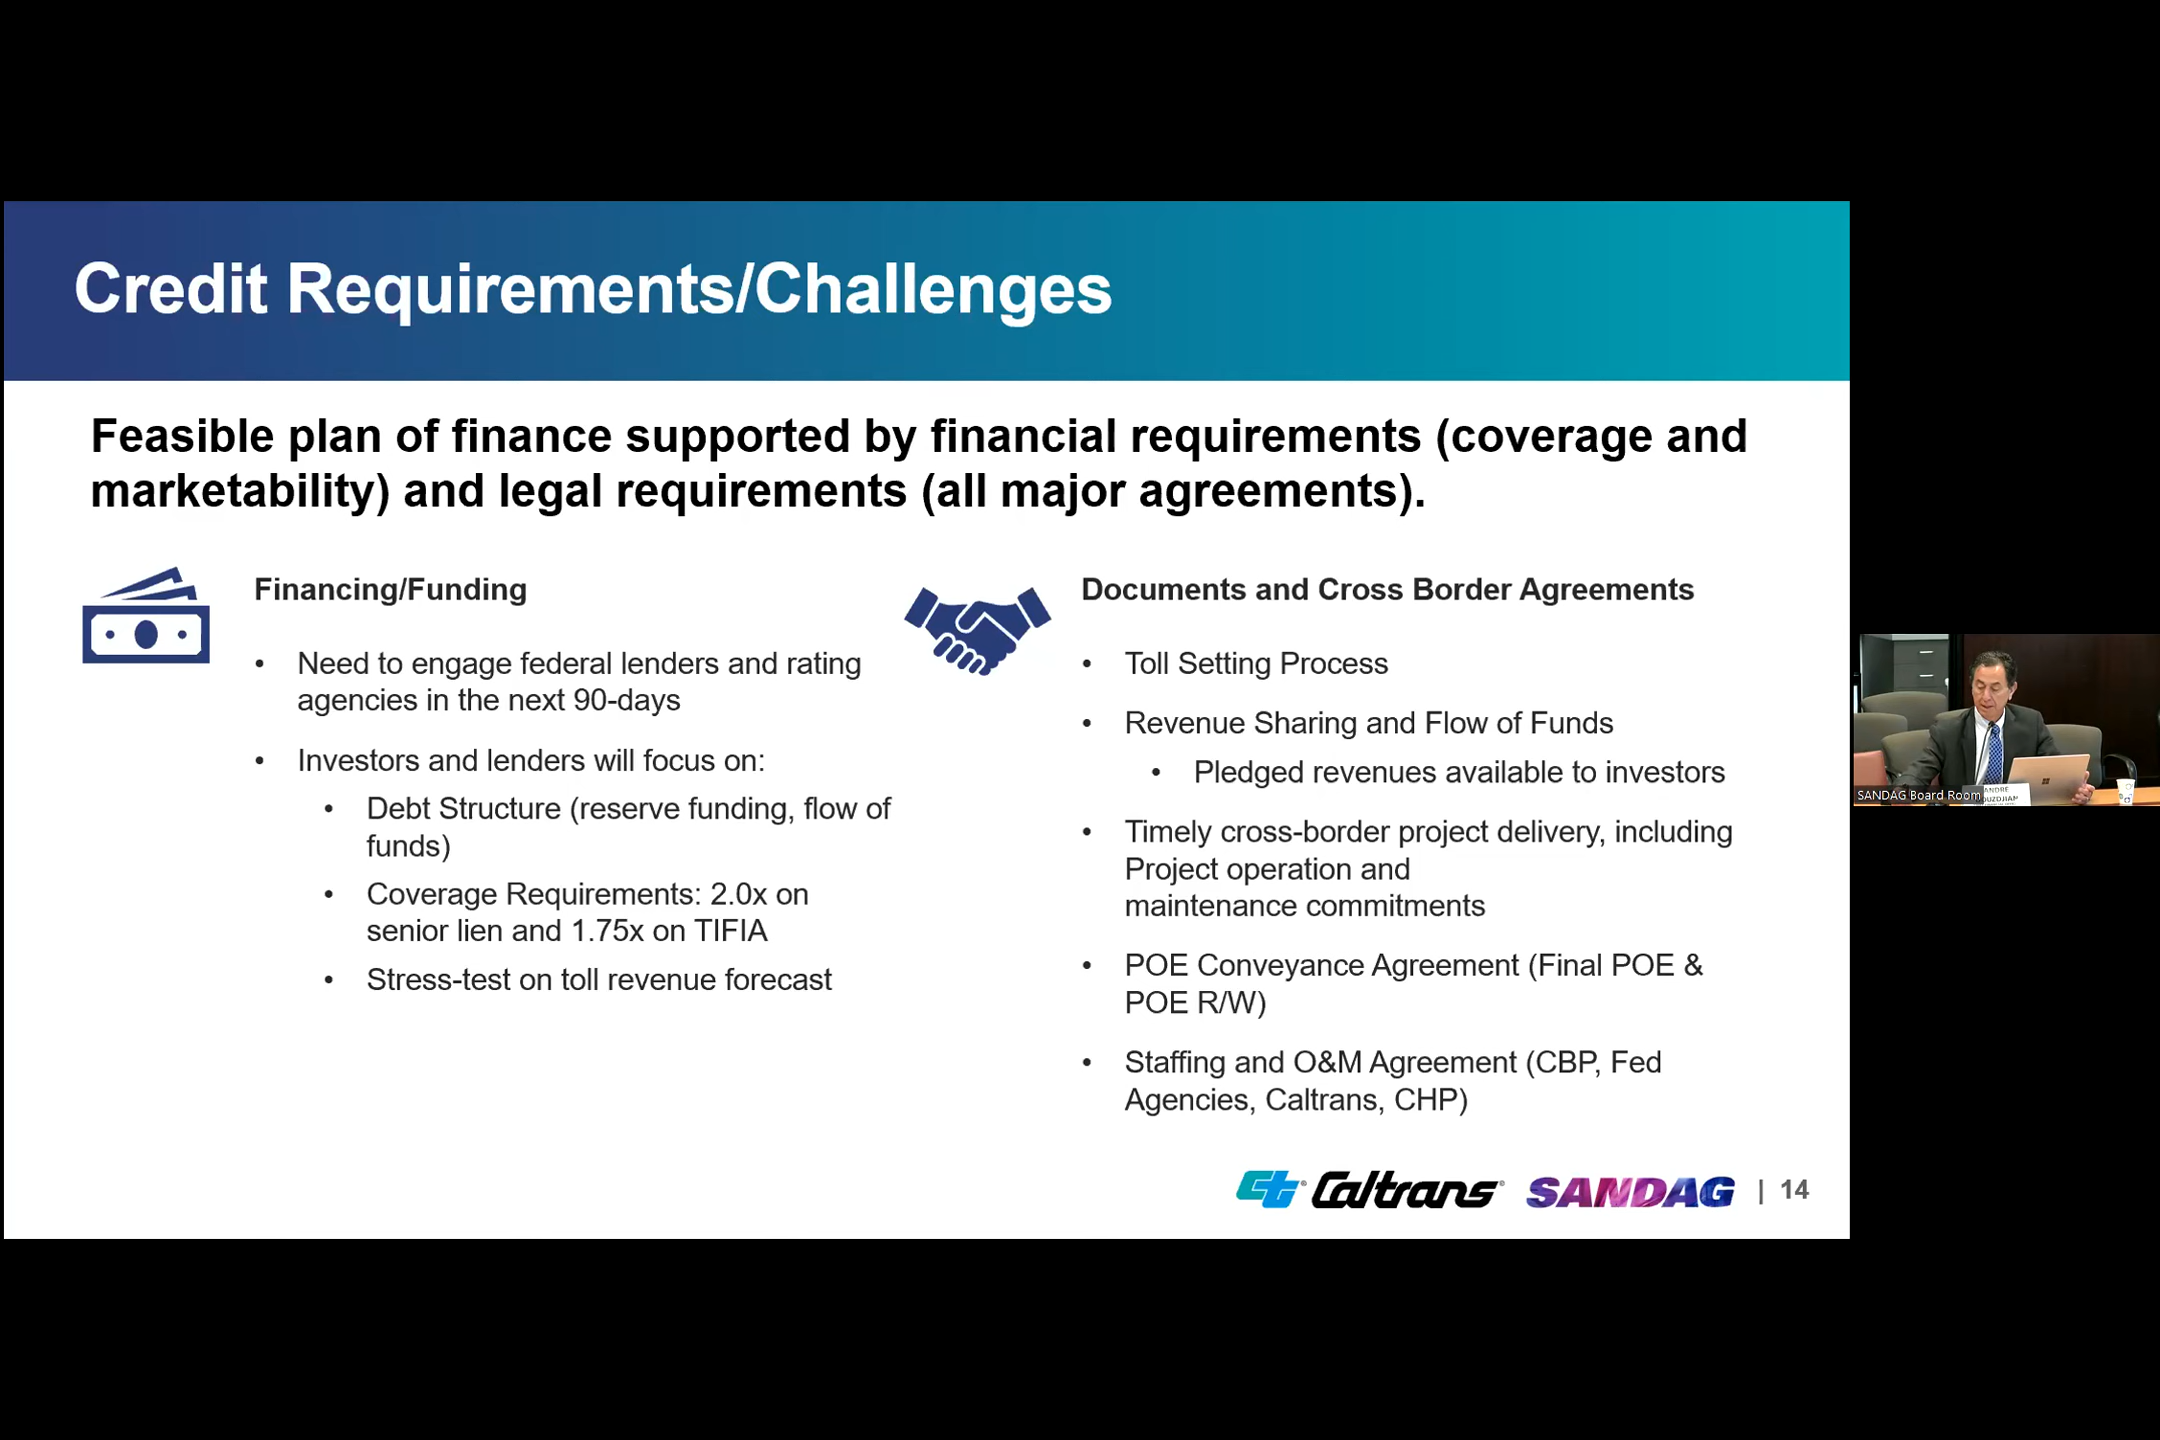 Credit Requirements/Challenges
Feasible plan of finance supported by financial requirements (coverage and
marketability) and legal requirements (all major agreements).
Financing/Funding
• Need to engage federal lenders and rating
agencies in the next 90-days
• Investors and lenders will focus on:
• Debt Structure (reserve funding, flow of
funds)
• Coverage Requirements: 2.0x on
senior lien and 1.75x on TIFIA
• Stress-test on toll revenue forecast
Documents and Cross Border Agreements
• Toll Setting Process
• Revenue Sharing and Flow of Funds
• Pledged revenues available to investors
• Timely cross-border project delivery, including
Project operation and
maintenance commitments
• POE Conveyance Agreement (Final POE &
POE R/W)
• Staffing and O&M Agreement (CBP, Fed
Agencies, Caltrans, CHP)
Ct® Caltrans® SANDAG | 14
ANDRE
SANDAG Board Room